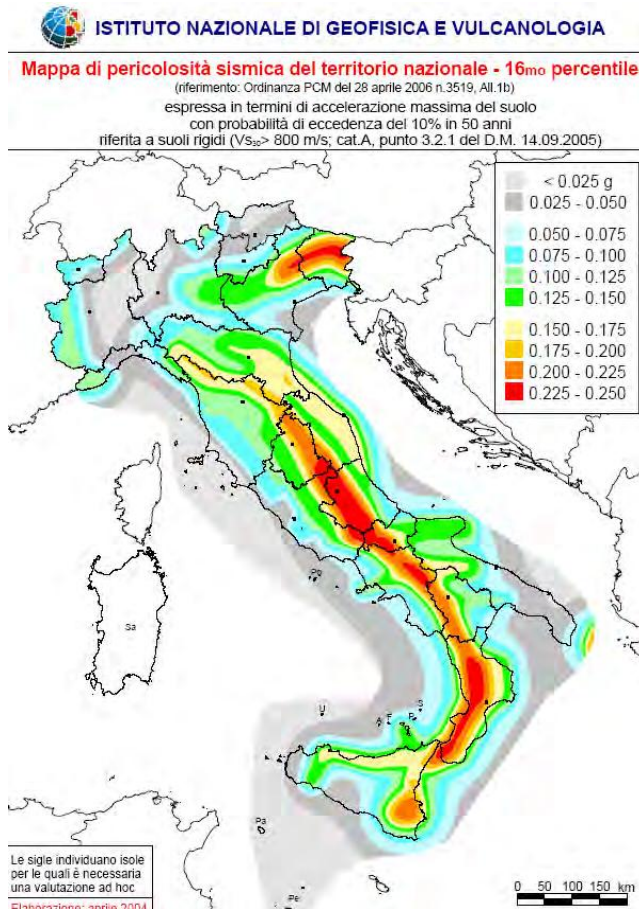 ISTITUTO NAZIONALE DI GEOFISICA E VULCANOLOGIA
Mappa di pericolosità sismica del territorio nazionale - 16mo percentile
(riferimento: Ordinanza PCM del 28 aprile 2006 n.3519, All.1b)
espressa in termini di accelerazione massima del suolo
con probabilità di eccedenza del 10% in 50 anni
riferita a suoli rigidi (Vs₃₀> 800 m/s; cat.A, punto 3.2.1 del D.M. 14.09.2005)
< 0.025 g
0.025 - 0.050
0.050 - 0.075
0.075 - 0.100
0.100 - 0.125
0.125 - 0.150
0.150 - 0.175
0.175 - 0.200
0.200 - 0.225
0.225 - 0.250
Po
Sa
U
S
A F P
Pa
Pe
Le sigle individuano isole
per le quali è necessaria
una valutazione ad hoc
Elaborazione: aprile 2004
0 50 100 150 km